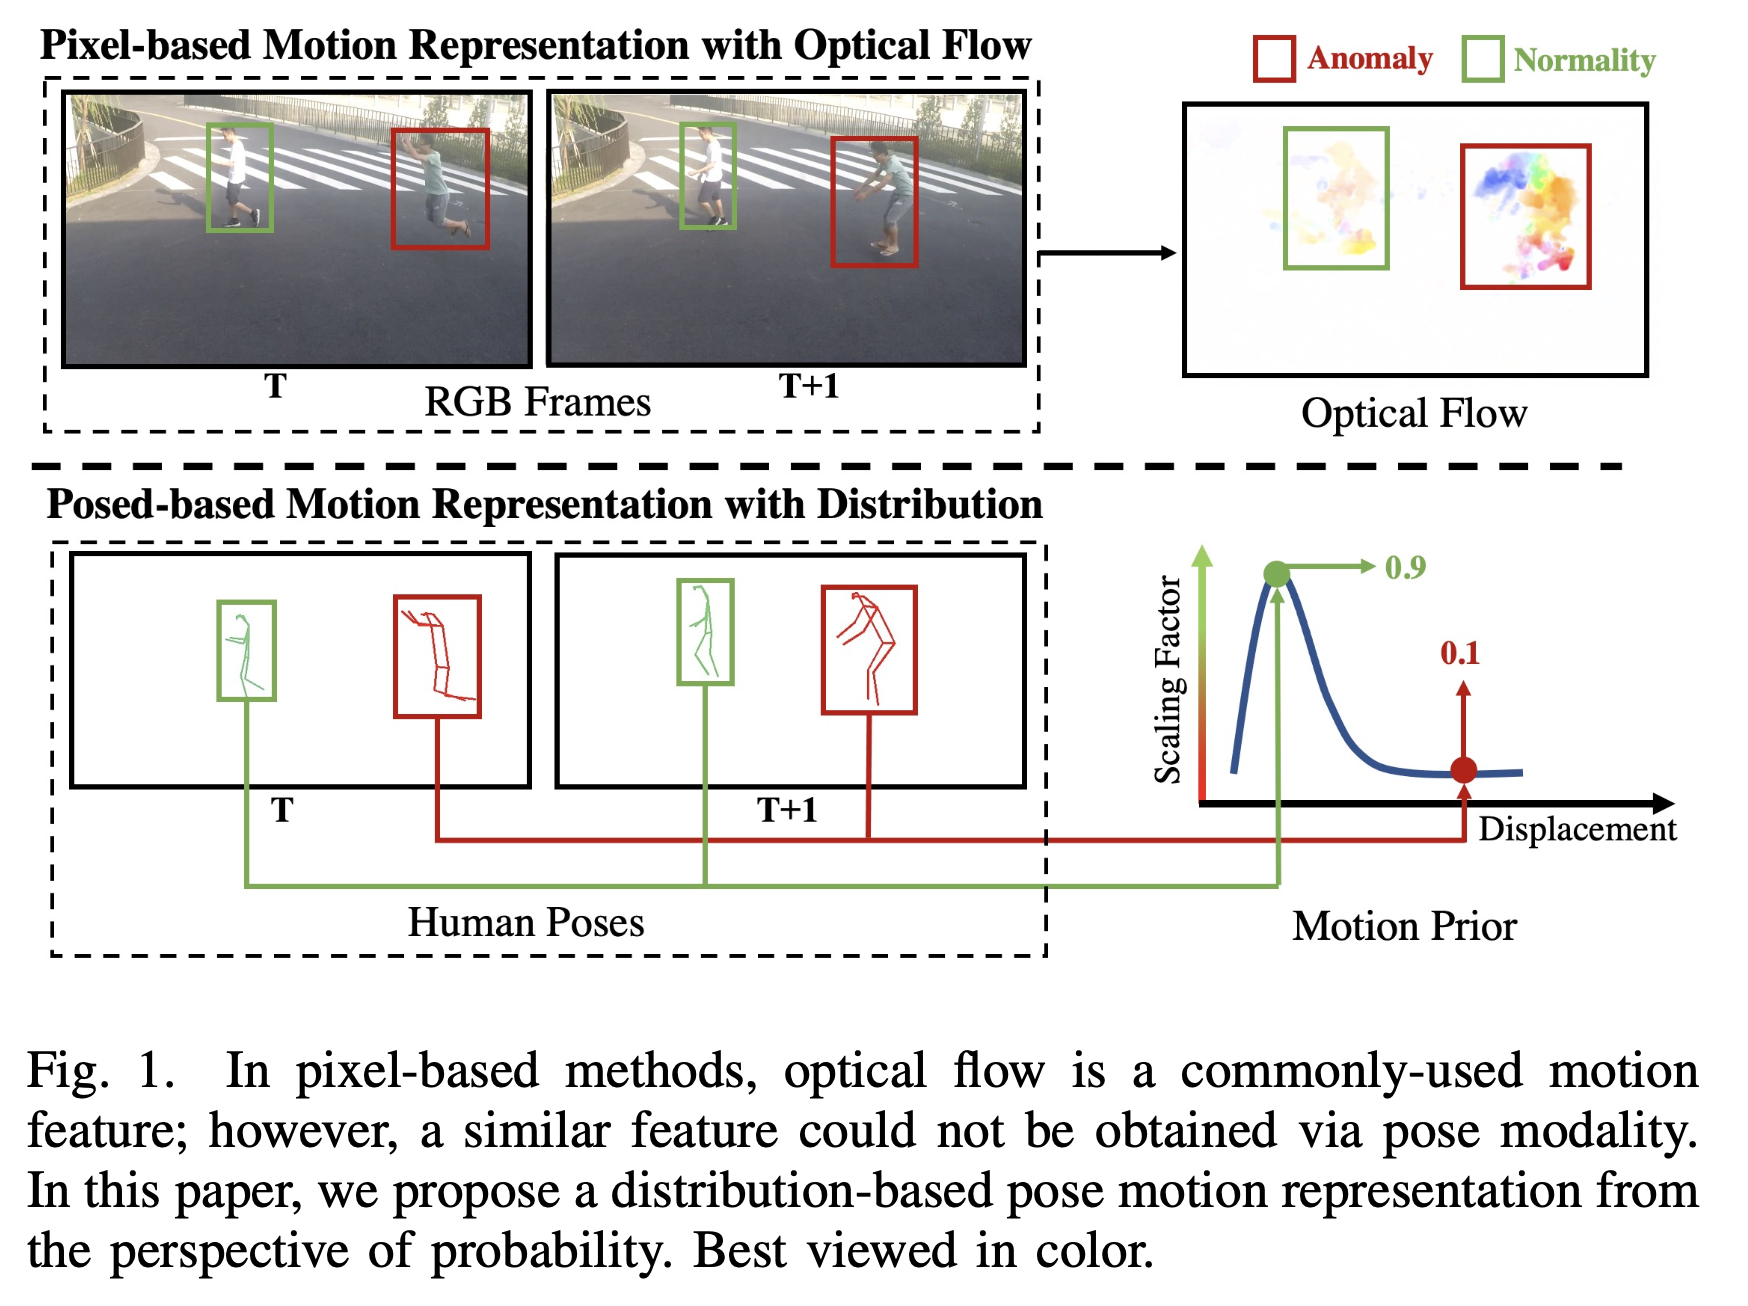 Pixel-based Motion Representation with Optical Flow
Anomaly
Normality
T
T+1
RGB Frames
Optical Flow
Posed-based Motion Representation with Distribution
T
T+1
Human Poses
Scaling Factor
0.9
0.1
Displacement
Motion Prior
Fig. 1. In pixel-based methods, optical flow is a commonly-used motion
feature; however, a similar feature could not be obtained via pose modality.
In this paper, we propose a distribution-based pose motion representation from
the perspective of probability. Best viewed in color.